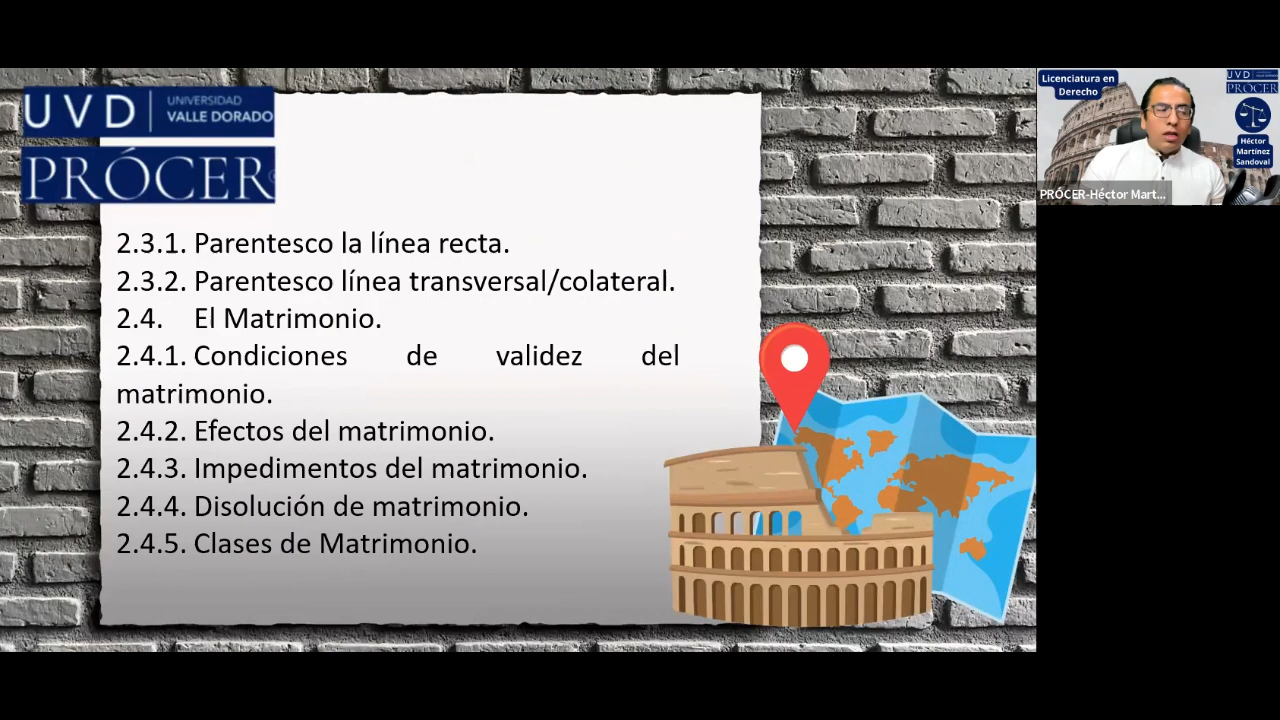 UVD UNIVERSIDAD
VALLE DORADO
PRÓCER
2.3.1. Parentesco la línea recta.
2.3.2. Parentesco línea transversal/colateral.
2.4. El Matrimonio.
2.4.1. Condiciones de validez del
matrimonio.
2.4.2. Efectos del matrimonio.
2.4.3. Impedimentos del matrimonio.
2.4.4. Disolución de matrimonio.
2.4.5. Clases de Matrimonio.
Licenciatura en
Derecho
UVD
PRÓCER
Héctor
Martínez
Sandoval
PRÓCER-Héctor Mart...